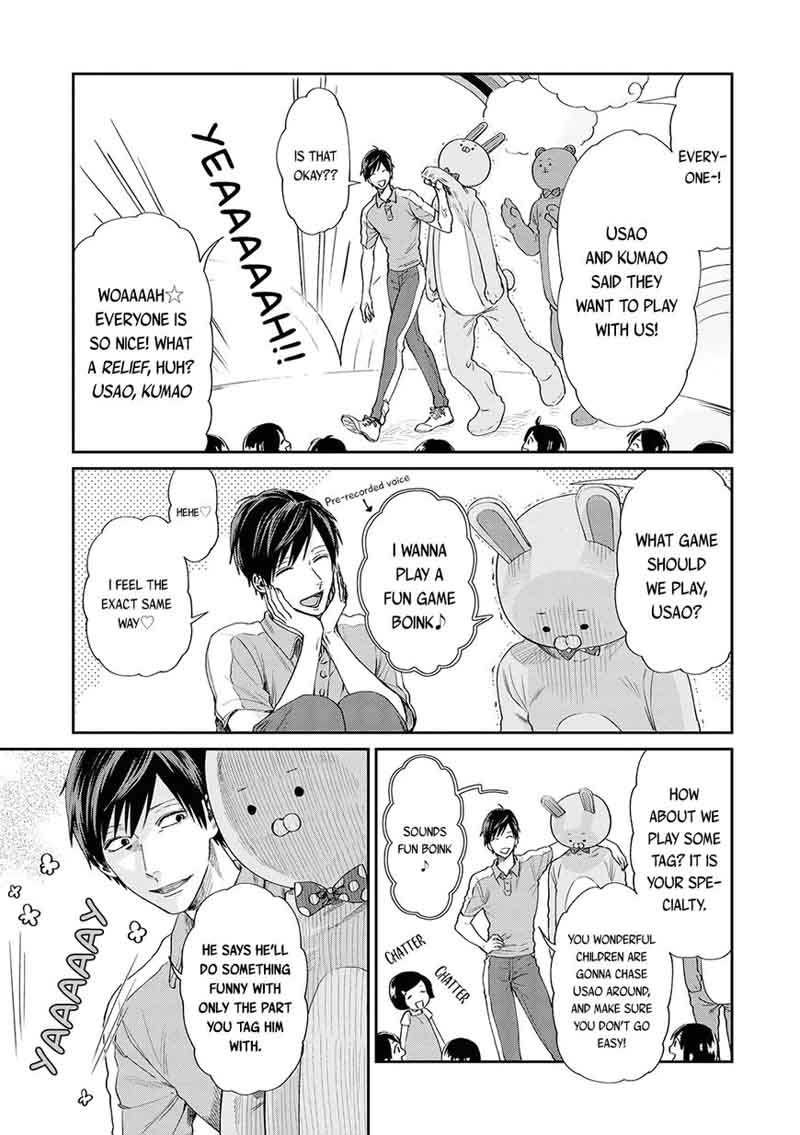 EVERY-
ONE~!
USAO
AND KUMAO
SAID THEY
WANT TO PLAY
WITH US!
IS THAT
OKAY??
YEAAAAAAH!!
WOAAAAH☆
EVERYONE IS
SO NICE! WHAT
A RELIEF, HUH?
USAO, KUMAO
WHAT GAME
SHOULD
WE PLAY,
USAO?
Pre-recorded voice
I WANNA
PLAY A
FUN GAME
BOINK♪
HEHE♡
I FEEL THE
EXACT SAME
WAY♡
HOW
ABOUT WE
PLAY SOME
TAG? IT IS
YOUR SPE-
CIALTY.
SOUNDS
FUN BOINK
♪
YOU WONDERFUL
CHILDREN ARE
GONNA CHASE
USAO AROUND,
AND MAKE SURE
YOU DON'T GO
EASY!
CHATTER
CHATTER
HE SAYS HE'LL
DO SOMETHING
FUNNY WITH
ONLY THE PART
YOU TAG HIM
WITH.
YAAAAAAY